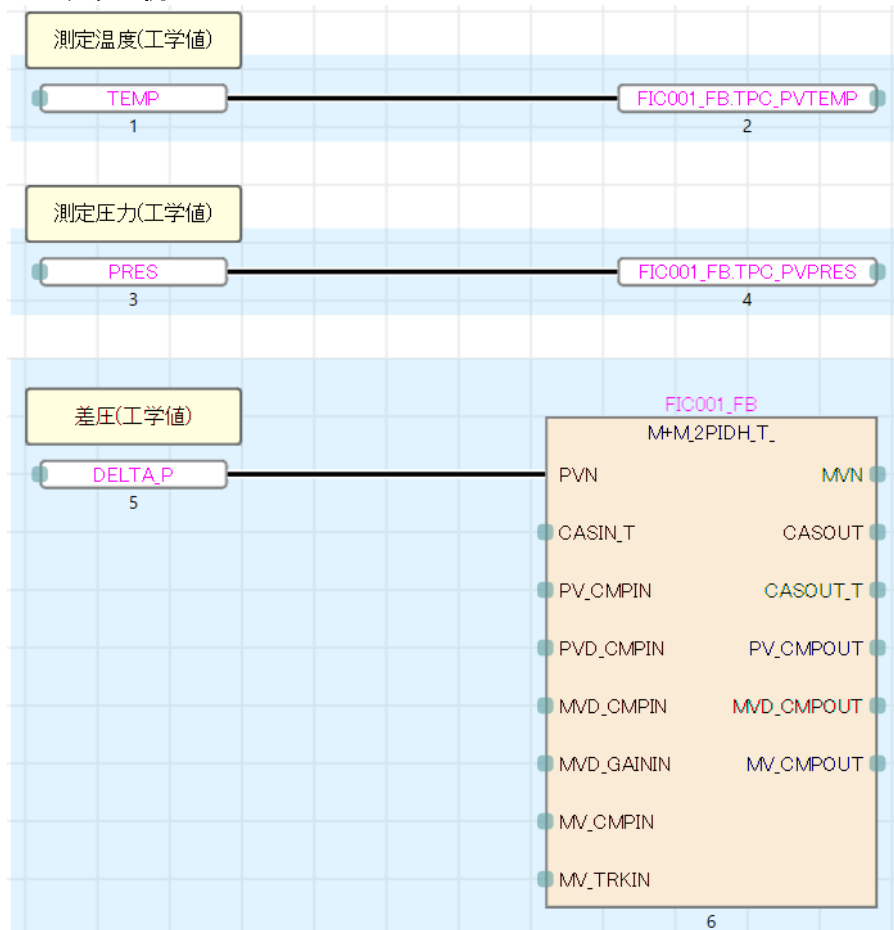 測定温度(工学値)
TEMP
FIC001_FB.TPC_PVTEMP
1
2
測定圧力(工学値)
PRES
FIC001_FB.TPC_PVPRES
3
4
差圧(工学値)
FIC001_FB
M+M_2PIDH_T_
DELTA_P
PVN
MVN
5
CASIN_T
CASOUT
PV_CMPIN
CASOUT_T
PVD_CMPIN
PV_CMPOUT
MVD_CMPIN
MVD_CMPOUT
MVD_GAININ
MV_CMPOUT
MV_CMPIN
MV_TRKIN
6